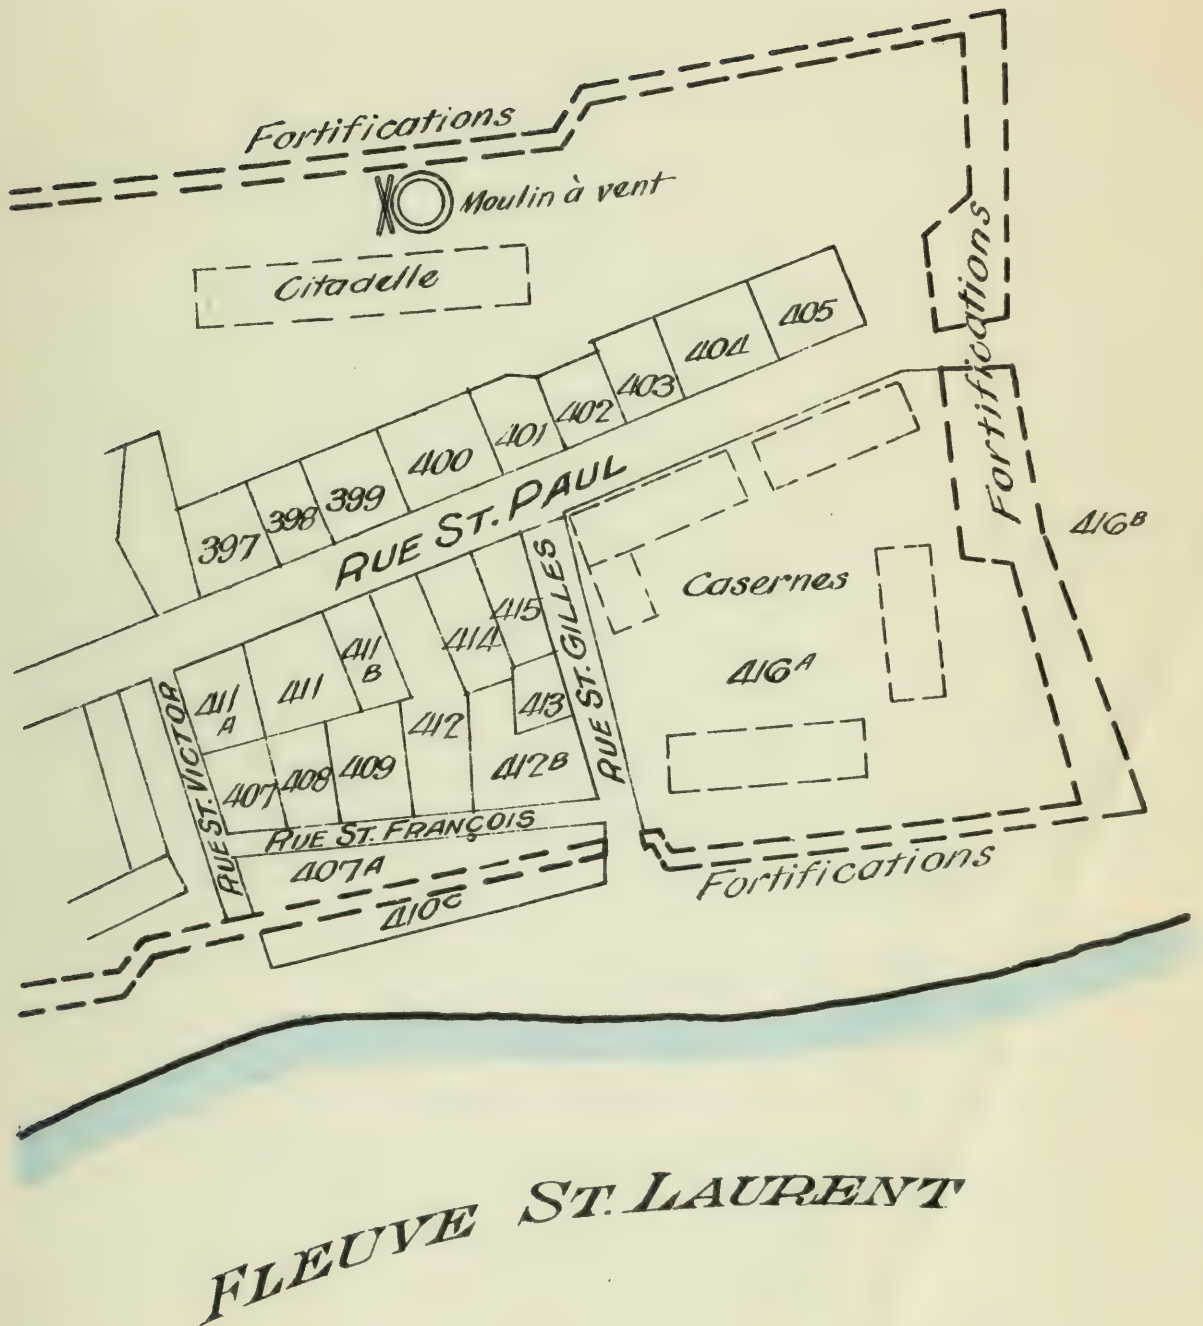 Fortifications
Moulin à vent
Citadelle
Fortifications
405
404
403
402
401
400
399
398
397
RUE ST. PAUL
Fortifications
416B
Casernes
416A
RUE ST. GILLES
415
414
411 B
411
411 A
413
412
412B
409
408
407
RUE ST. VICTOR
RUE ST. FRANÇOIS
407A
410C
Fortifications
FLEUVE ST. LAURENT